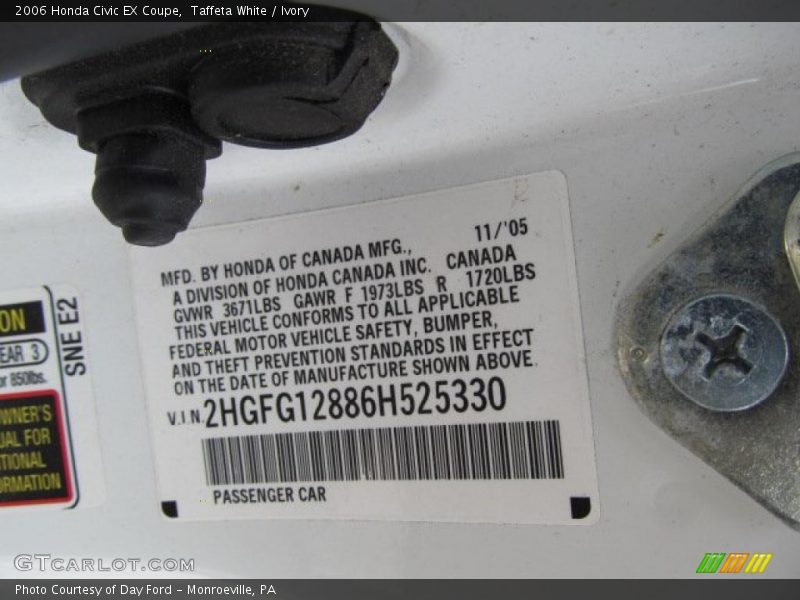 2006 Honda Civic EX Coupe, Taffeta White / Ivory
MFD. BY HONDA OF CANADA MFG., 11/'05
A DIVISION OF HONDA CANADA INC. CANADA
GVWR 3671LBS GAWR F 1973LBS R 1720LBS
THIS VEHICLE CONFORMS TO ALL APPLICABLE
FEDERAL MOTOR VEHICLE SAFETY, BUMPER,
AND THEFT PREVENTION STANDARDS IN EFFECT
ON THE DATE OF MANUFACTURE SHOWN ABOVE.
V.I.N. 2HGFG12886H525330
PASSENGER CAR
ON
EAR 3
or 850lbs.
SNE E2
WNER'S
UAL FOR
TIONAL
ORMATION
GTCARLOT.COM
Photo Courtesy of Day Ford - Monroeville, PA